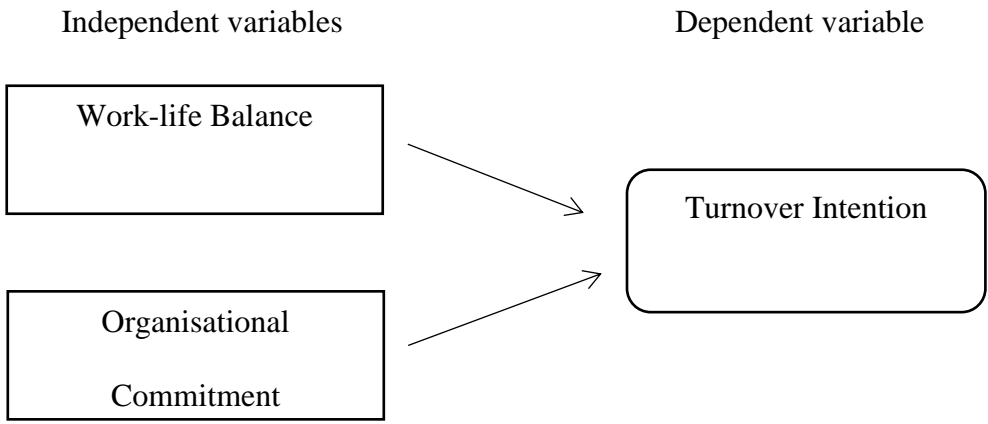 Independent variables
Dependent variable
Work-life Balance
Turnover Intention
Organisational
Commitment